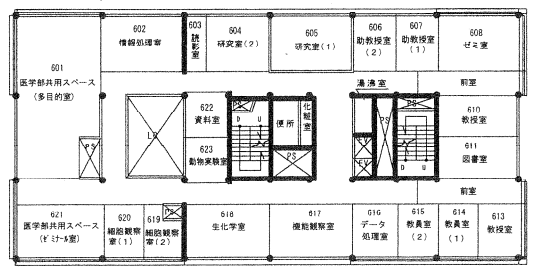 601
医学部共用スペース
(多目的室)
602
情報処理室
603
読影室
604
研究室(2)
605
研究室(1)
606
助教授室
(2)
607
助教授室
(1)
608
ゼミ室
湯沸室
前室
622
資料室
623
動物実験室
LR
PS
PS
D U
便所
化粧室
PS
PS
EV
EV
PS
D U
610
教授室
611
図書室
前室
621
医学部共用スペース
(ゼミナール室)
620
細胞観察
室(1)
619
細胞観察
室(2)
PS
618
生化学室
617
機能観察室
616
データ
処理室
615
教員室
(2)
614
教員室
(1)
613
教授室